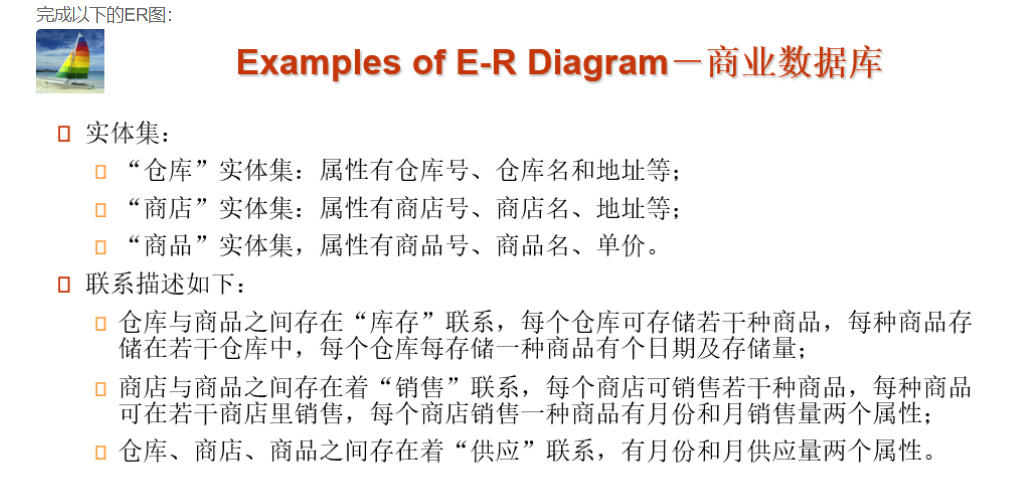 完成以下的ER图:
Examples of E-R Diagram－商业数据库
实体集：
“仓库”实体集：属性有仓库号、仓库名和地址等；
“商店”实体集：属性有商店号、商店名、地址等；
“商品”实体集，属性有商品号、商品名、单价。
联系描述如下：
仓库与商品之间存在“库存”联系，每个仓库可存储若干种商品，每种商品存
储在若干仓库中，每个仓库每存储一种商品有个日期及存储量；
商店与商品之间存在着“销售”联系，每个商店可销售若干种商品，每种商品
可在若干商店里销售，每个商店销售一种商品有月份和月销售量两个属性；
仓库、商店、商品之间存在着“供应”联系，有月份和月供应量两个属性。